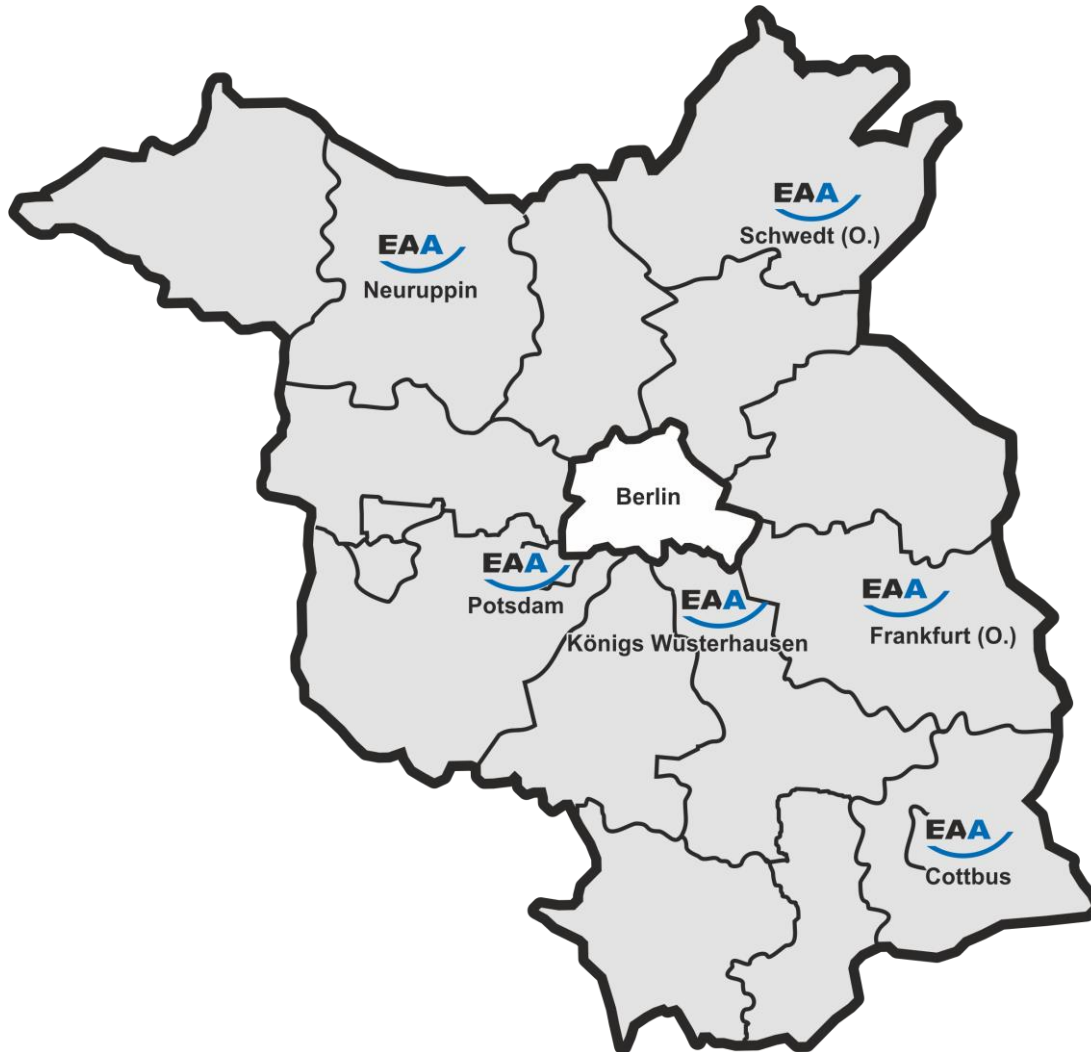 EAA
Schwedt (O.)
EAA
Neuruppin
Berlin
EAA
Potsdam
EAA
Königs Wusterhausen
EAA
Frankfurt (O.)
EAA
Cottbus